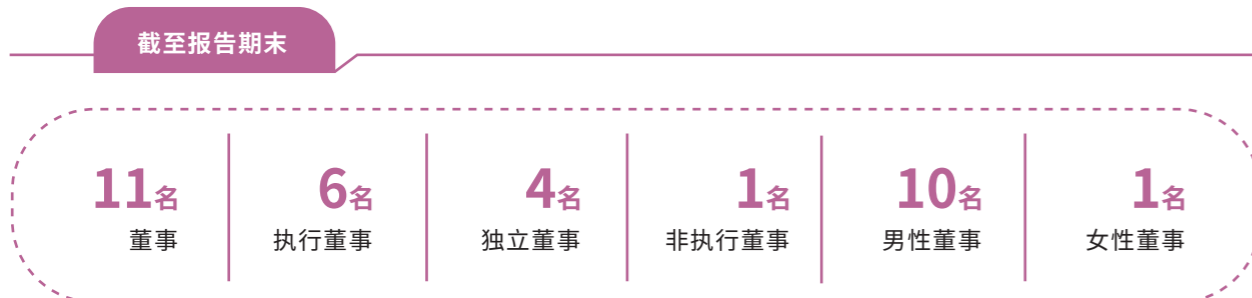 截至报告期末
11名
董事
6名
执行董事
4名
独立董事
1名
非执行董事
10名
男性董事
1名
女性董事